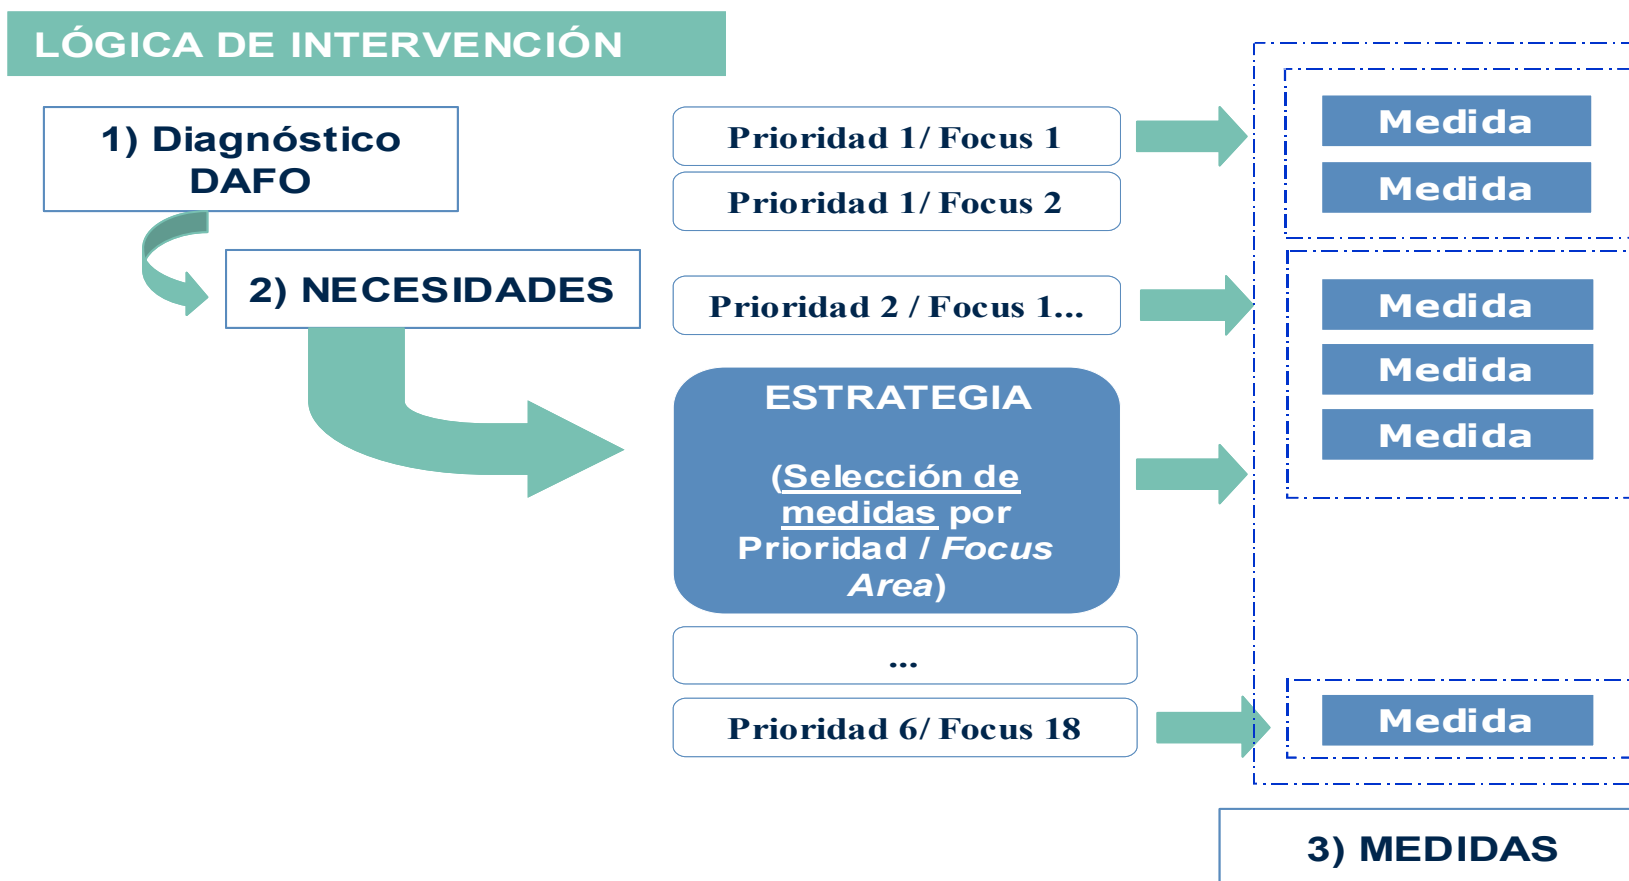 LÓGICA DE INTERVENCIÓN
1) Diagnóstico
DAFO
2) NECESIDADES
Prioridad 1/ Focus 1
Prioridad 1/ Focus 2
Prioridad 2 / Focus 1...
ESTRATEGIA
(Selección de
medidas por
Prioridad / Focus
Area)
...
Prioridad 6/ Focus 18
Medida
Medida
Medida
Medida
Medida
Medida
3) MEDIDAS